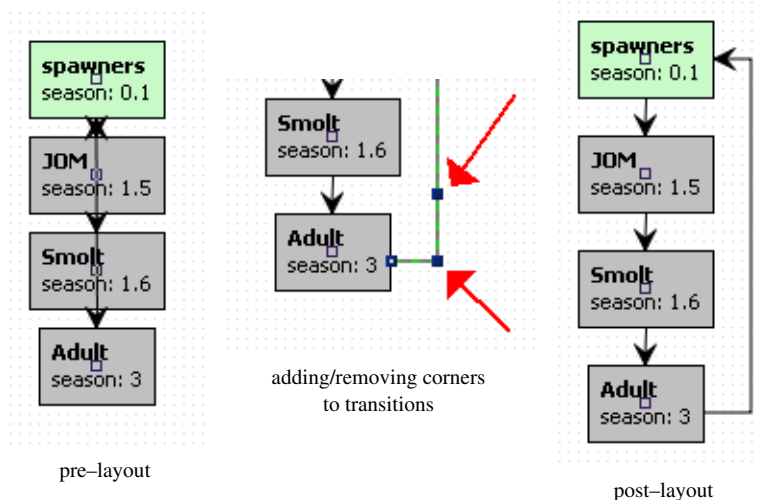 spawners
season: 0.1
JOM
season: 1.5
Smolt
season: 1.6
Adult
season: 3
pre–layout
Smolt
season: 1.6
Adult
season: 3
adding/removing corners
to transitions
spawners
season: 0.1
JOM
season: 1.5
Smolt
season: 1.6
Adult
season: 3
post–layout